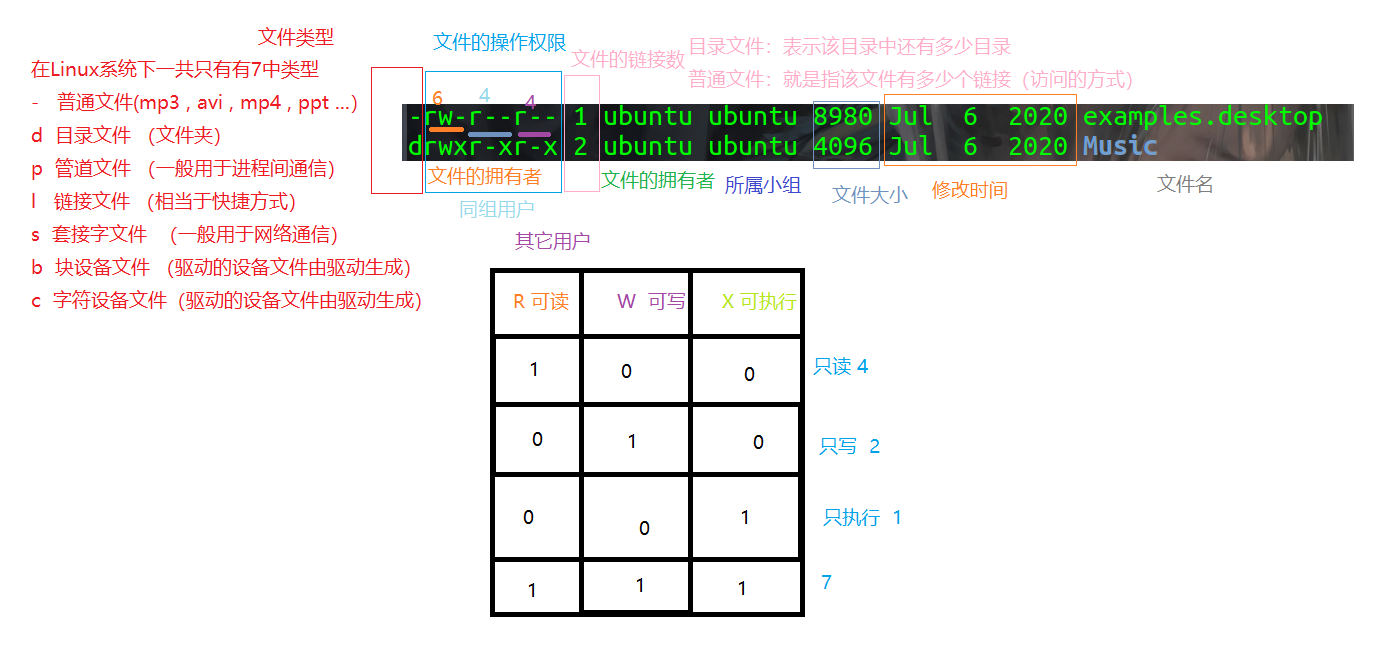 文件类型
在Linux系统下一共只有有7中类型
- 普通文件(mp3 , avi , mp4 , ppt ...)
d 目录文件 （文件夹）
p 管道文件 （一般用于进程间通信）
l 链接文件 （相当于快捷方式）
s 套接字文件 （一般用于网络通信）
b 块设备文件 （驱动的设备文件由驱动生成）
c 字符设备文件（驱动的设备文件由驱动生成）
文件的操作权限
文件的链接数
目录文件：表示该目录中还有多少目录
普通文件：就是指该文件有多少个链接（访问的方式）
6 4 4
-rw-r--r-- 1 ubuntu ubuntu 8980 Jul 6 2020 examples.desktop
drwxr-xr-x 2 ubuntu ubuntu 4096 Jul 6 2020 Music
文件的拥有者
同组用户
其它用户
文件的拥有者
所属小组
文件大小
修改时间
文件名
R 可读 W 可写 X 可执行
1 0 0 只读 4
0 1 0 只写 2
0 0 1 只执行 1
1 1 1 7